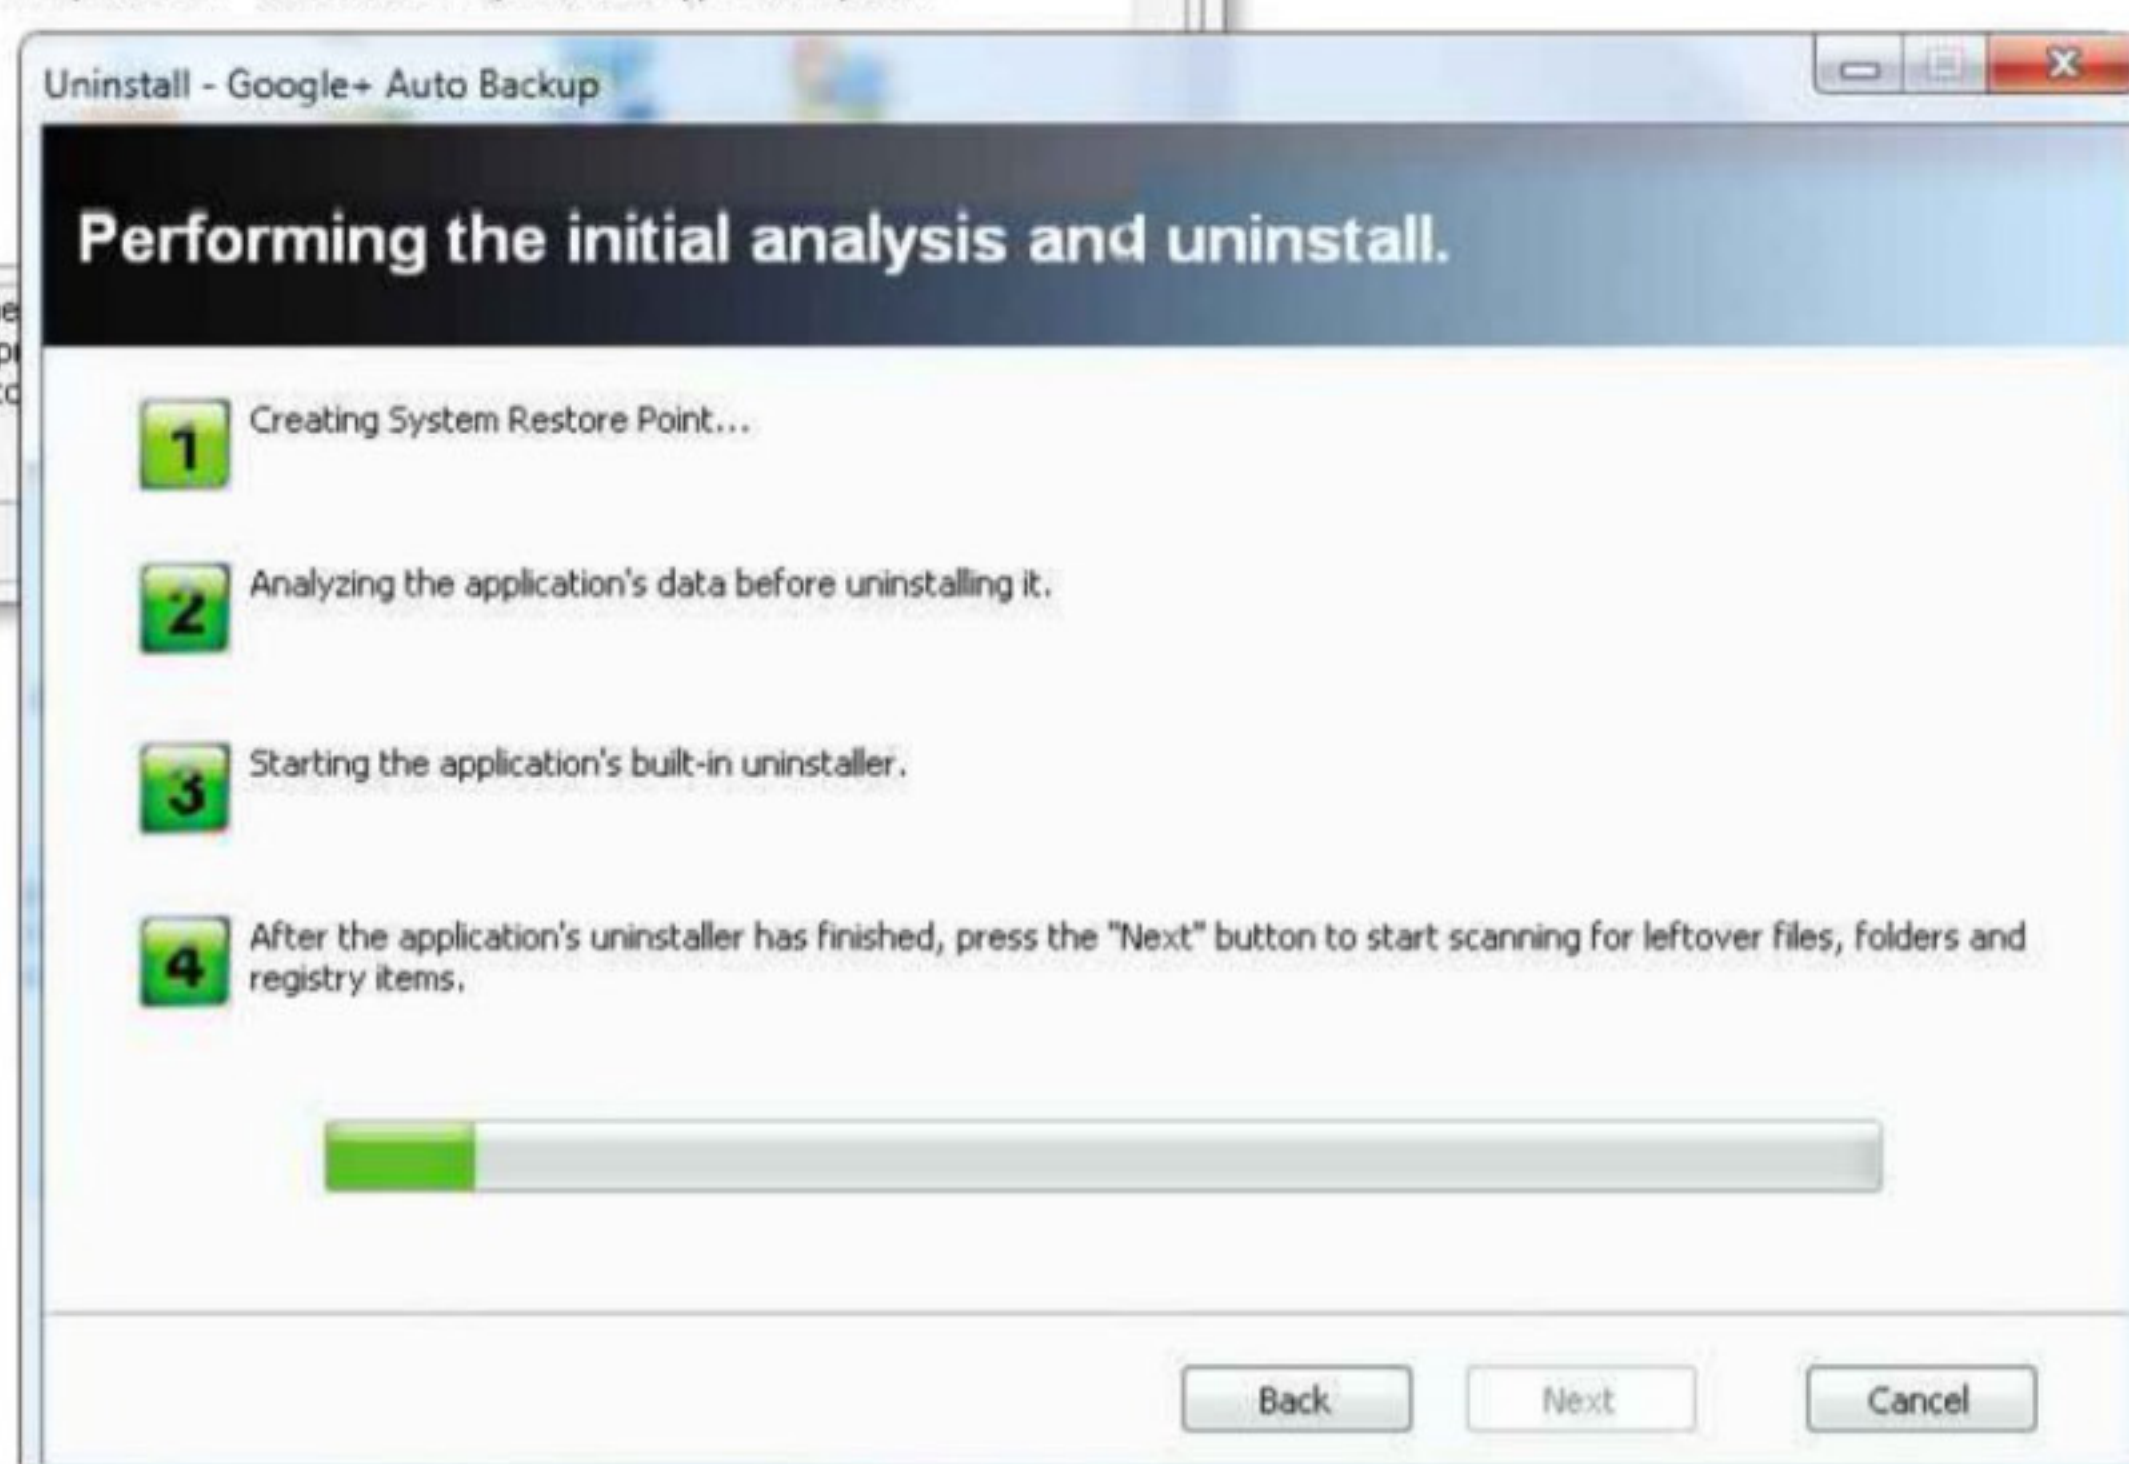 Uninstall - Google+ Auto Backup
Performing the initial analysis and uninstall.
1 Creating System Restore Point...
2 Analyzing the application's data before uninstalling it.
3 Starting the application's built-in uninstaller.
4 After the application's uninstaller has finished, press the "Next" button to start scanning for leftover files, folders and
registry items.
Back Next Cancel